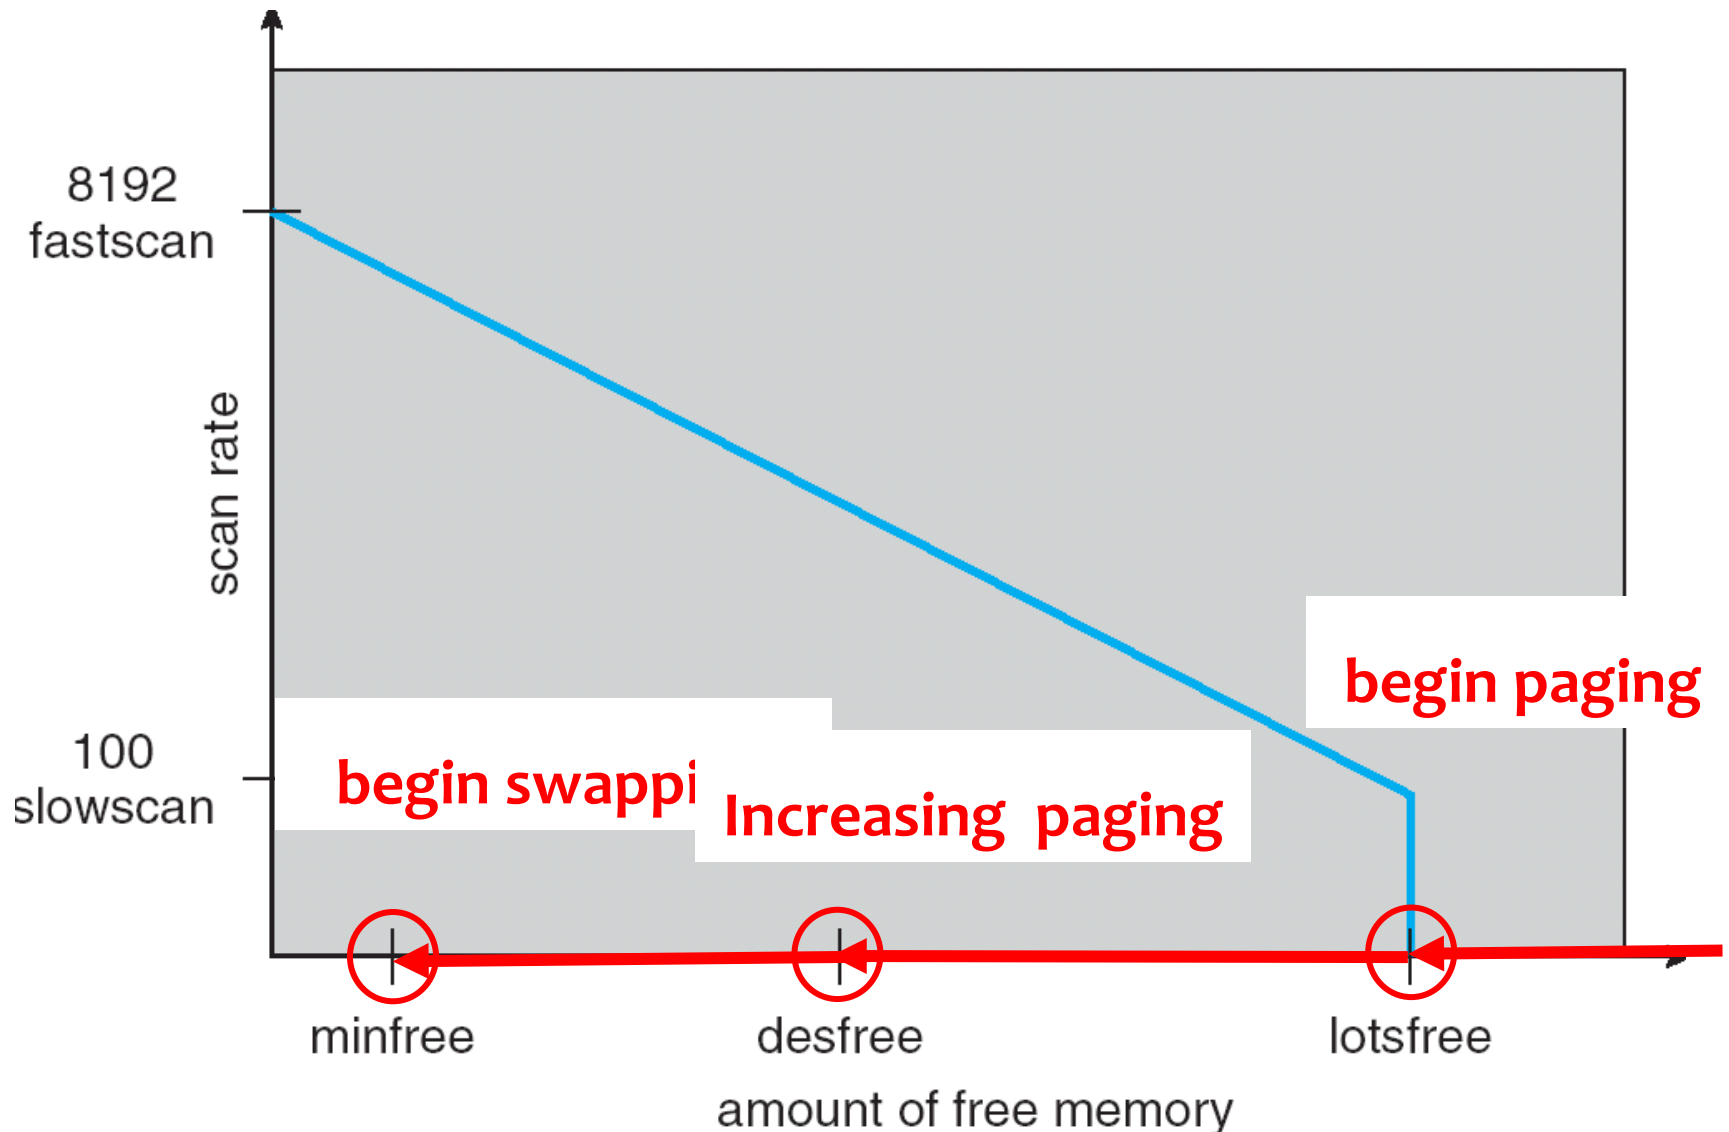 8192
fastscan
scan rate
begin paging
100
slowscan
begin swappi
Increasing paging
minfree
desfree
lotsfree
amount of free memory